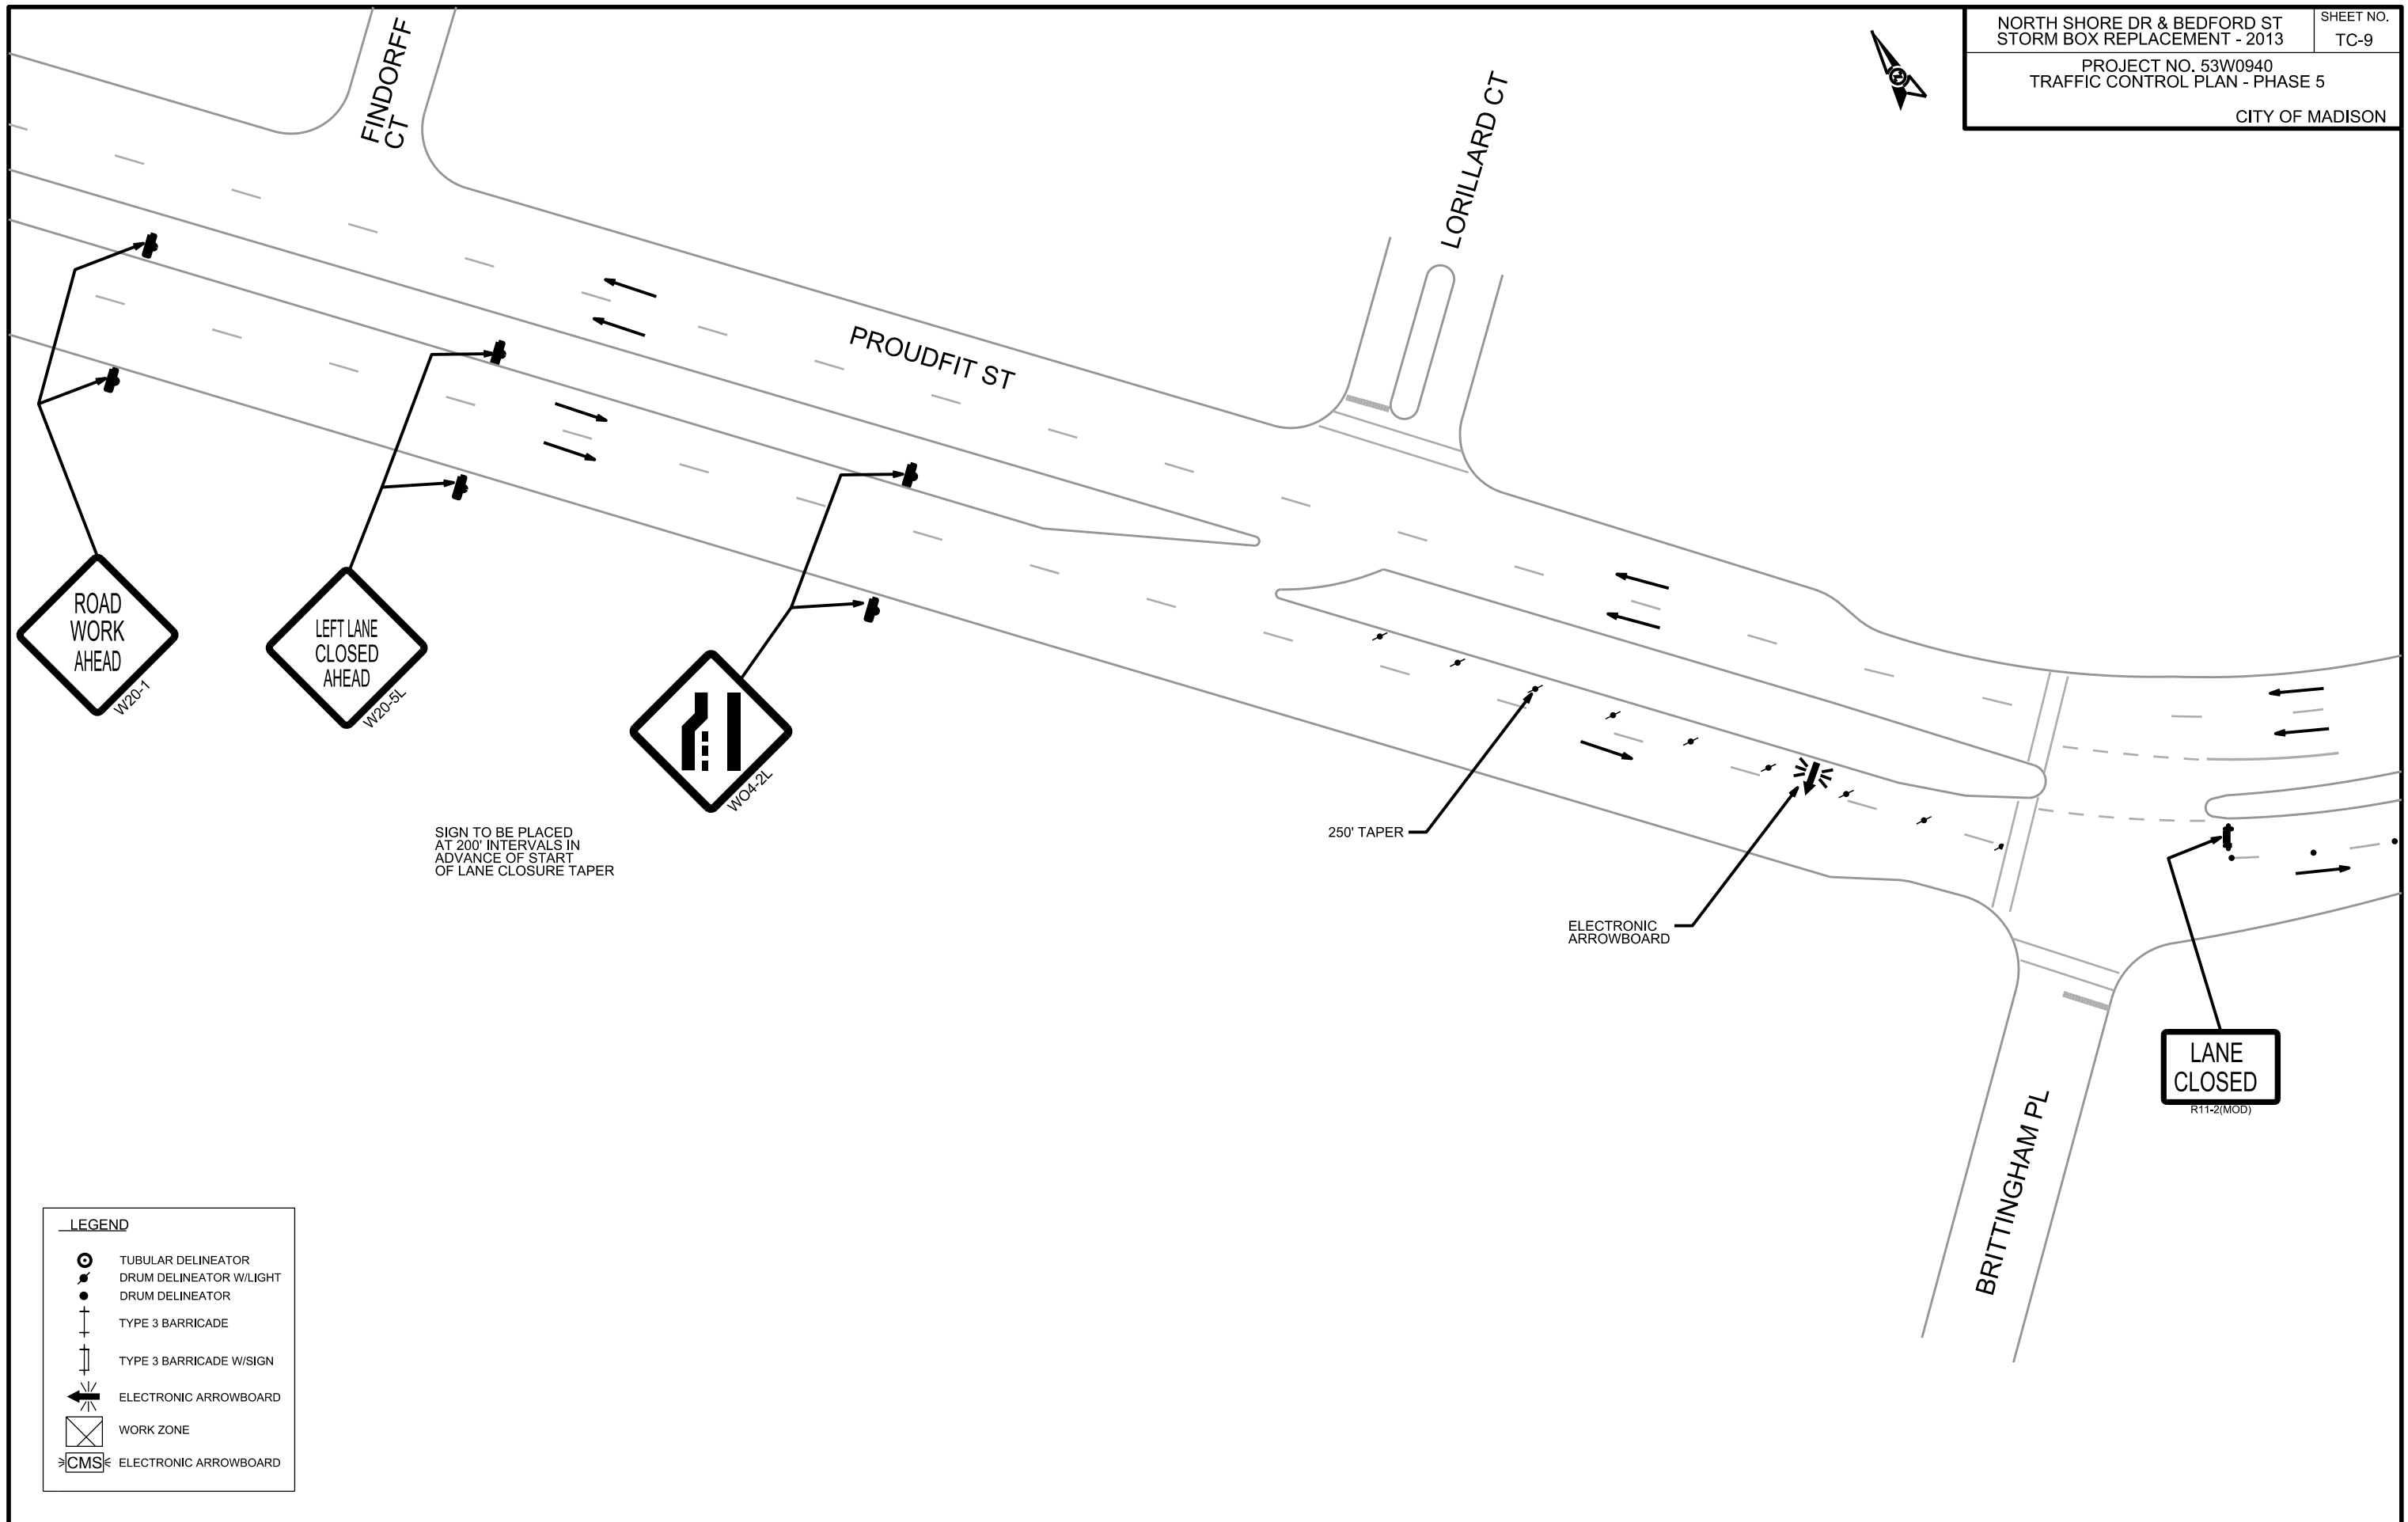 NORTH SHORE DR & BEDFORD ST
STORM BOX REPLACEMENT - 2013
SHEET NO.
TC-9
PROJECT NO. 53W0940
TRAFFIC CONTROL PLAN - PHASE 5
CITY OF MADISON
FINDORFF
CT
LORILLARD CT
PROUDFIT ST
ROAD
WORK
AHEAD
W20-1
LEFT LANE
CLOSED
AHEAD
W20-5L
WO4-2L
SIGN TO BE PLACED
AT 200' INTERVALS IN
ADVANCE OF START
OF LANE CLOSURE TAPER
250' TAPER
ELECTRONIC
ARROWBOARD
LANE
CLOSED
R11-2(MOD)
BRITTINGHAM PL
LEGEND
TUBULAR DELINEATOR
DRUM DELINEATOR W/LIGHT
DRUM DELINEATOR
TYPE 3 BARRICADE
TYPE 3 BARRICADE W/SIGN
ELECTRONIC ARROWBOARD
WORK ZONE
CMS ELECTRONIC ARROWBOARD